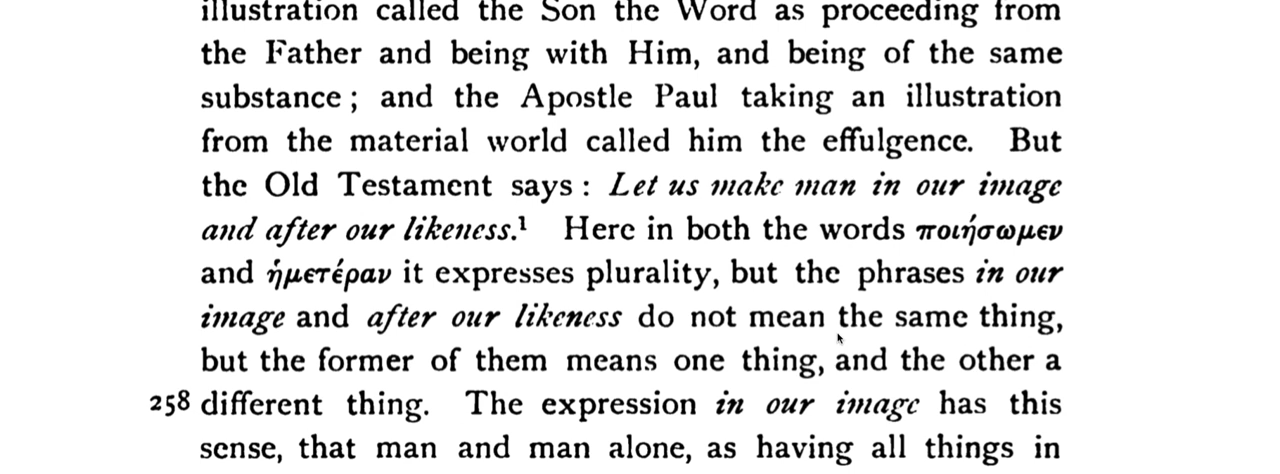 illustration called the Son the Word as proceeding from
the Father and being with Him, and being of the same
substance ; and the Apostle Paul taking an illustration
from the material world called him the effulgence. But
the Old Testament says : Let us make man in our image
and after our likeness.¹ Here in both the words ποιήσωμεν
and ἡμετέραν it expresses plurality, but the phrases in our
image and after our likeness do not mean the same thing,
but the former of them means one thing, and the other a
258 different thing. The expression in our image has this
sense, that man and man alone, as having all things in